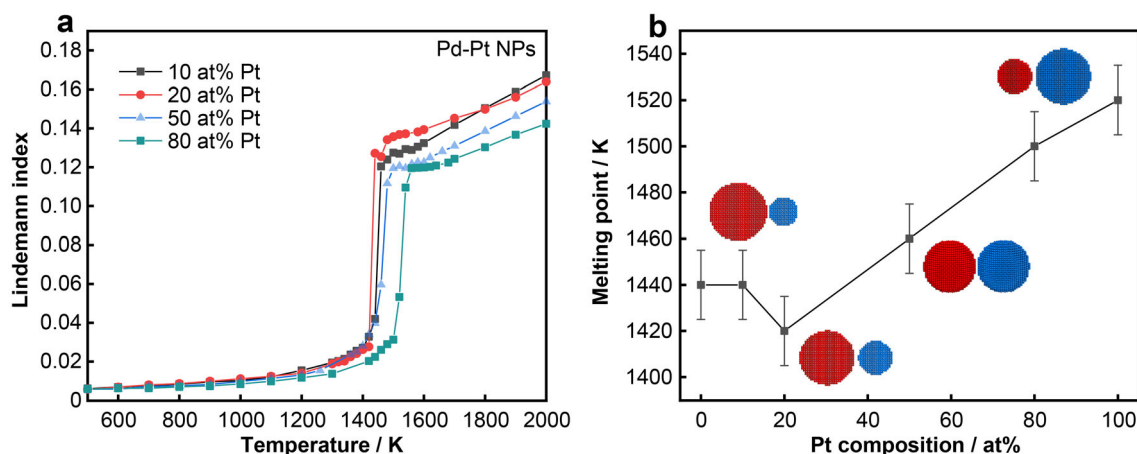 a
Pd-Pt NPs
10 at% Pt
20 at% Pt
50 at% Pt
80 at% Pt
Lindemann index
0.18
0.16
0.14
0.12
0.10
0.08
0.06
0.04
0.02
0
600 800 1000 1200 1400 1600 1800 2000
Temperature / K
b
Melting point / K
1540
1520
1500
1480
1460
1440
1420
1400
0 20 40 60 80 100
Pt composition / at%